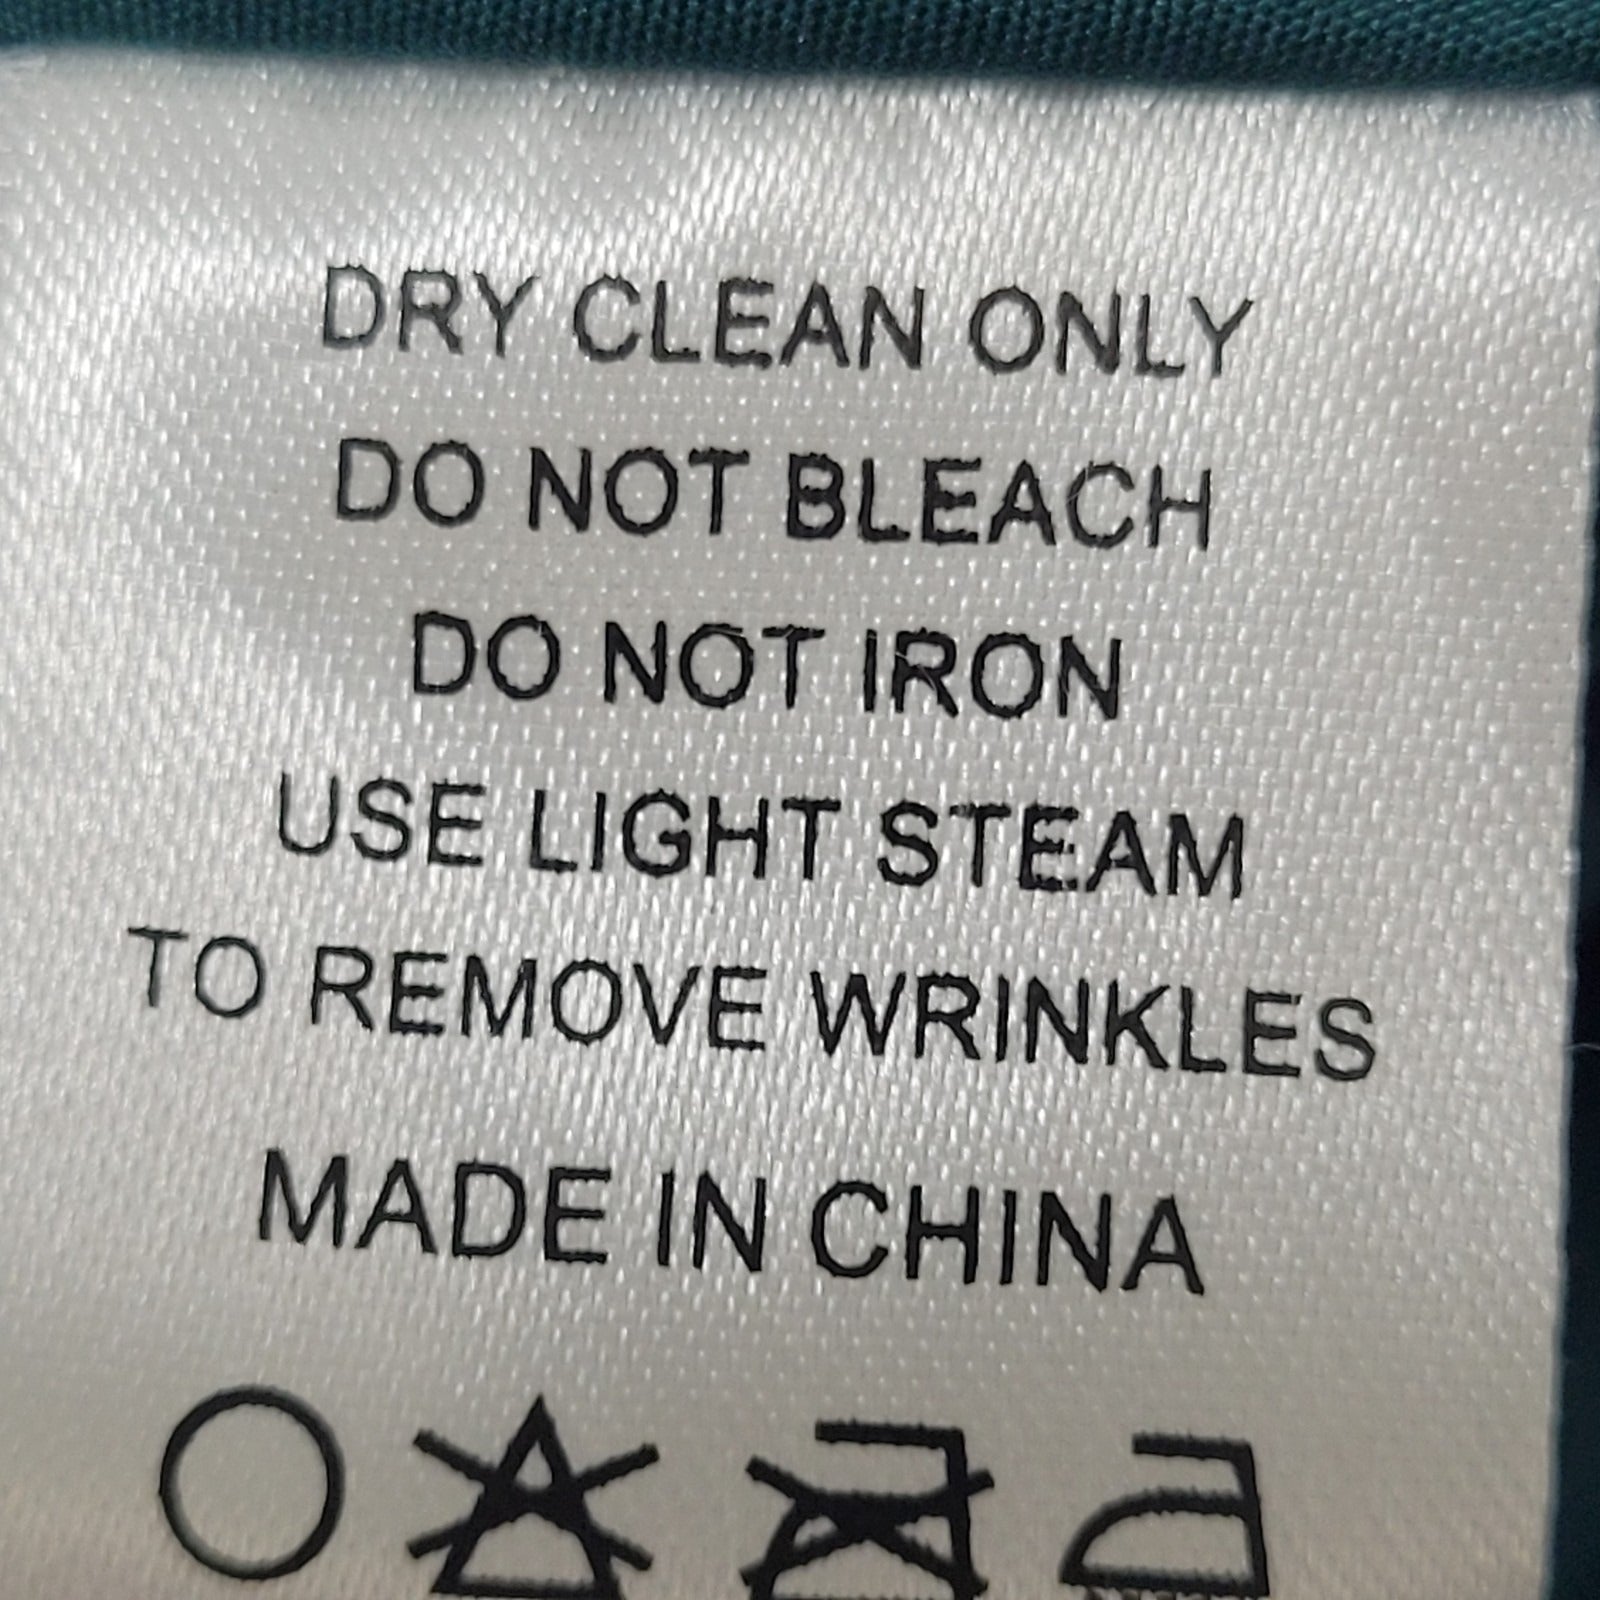 DRY CLEAN ONLY
DO NOT BLEACH
DO NOT IRON
USE LIGHT STEAM
TO REMOVE WRINKLES
MADE IN CHINA